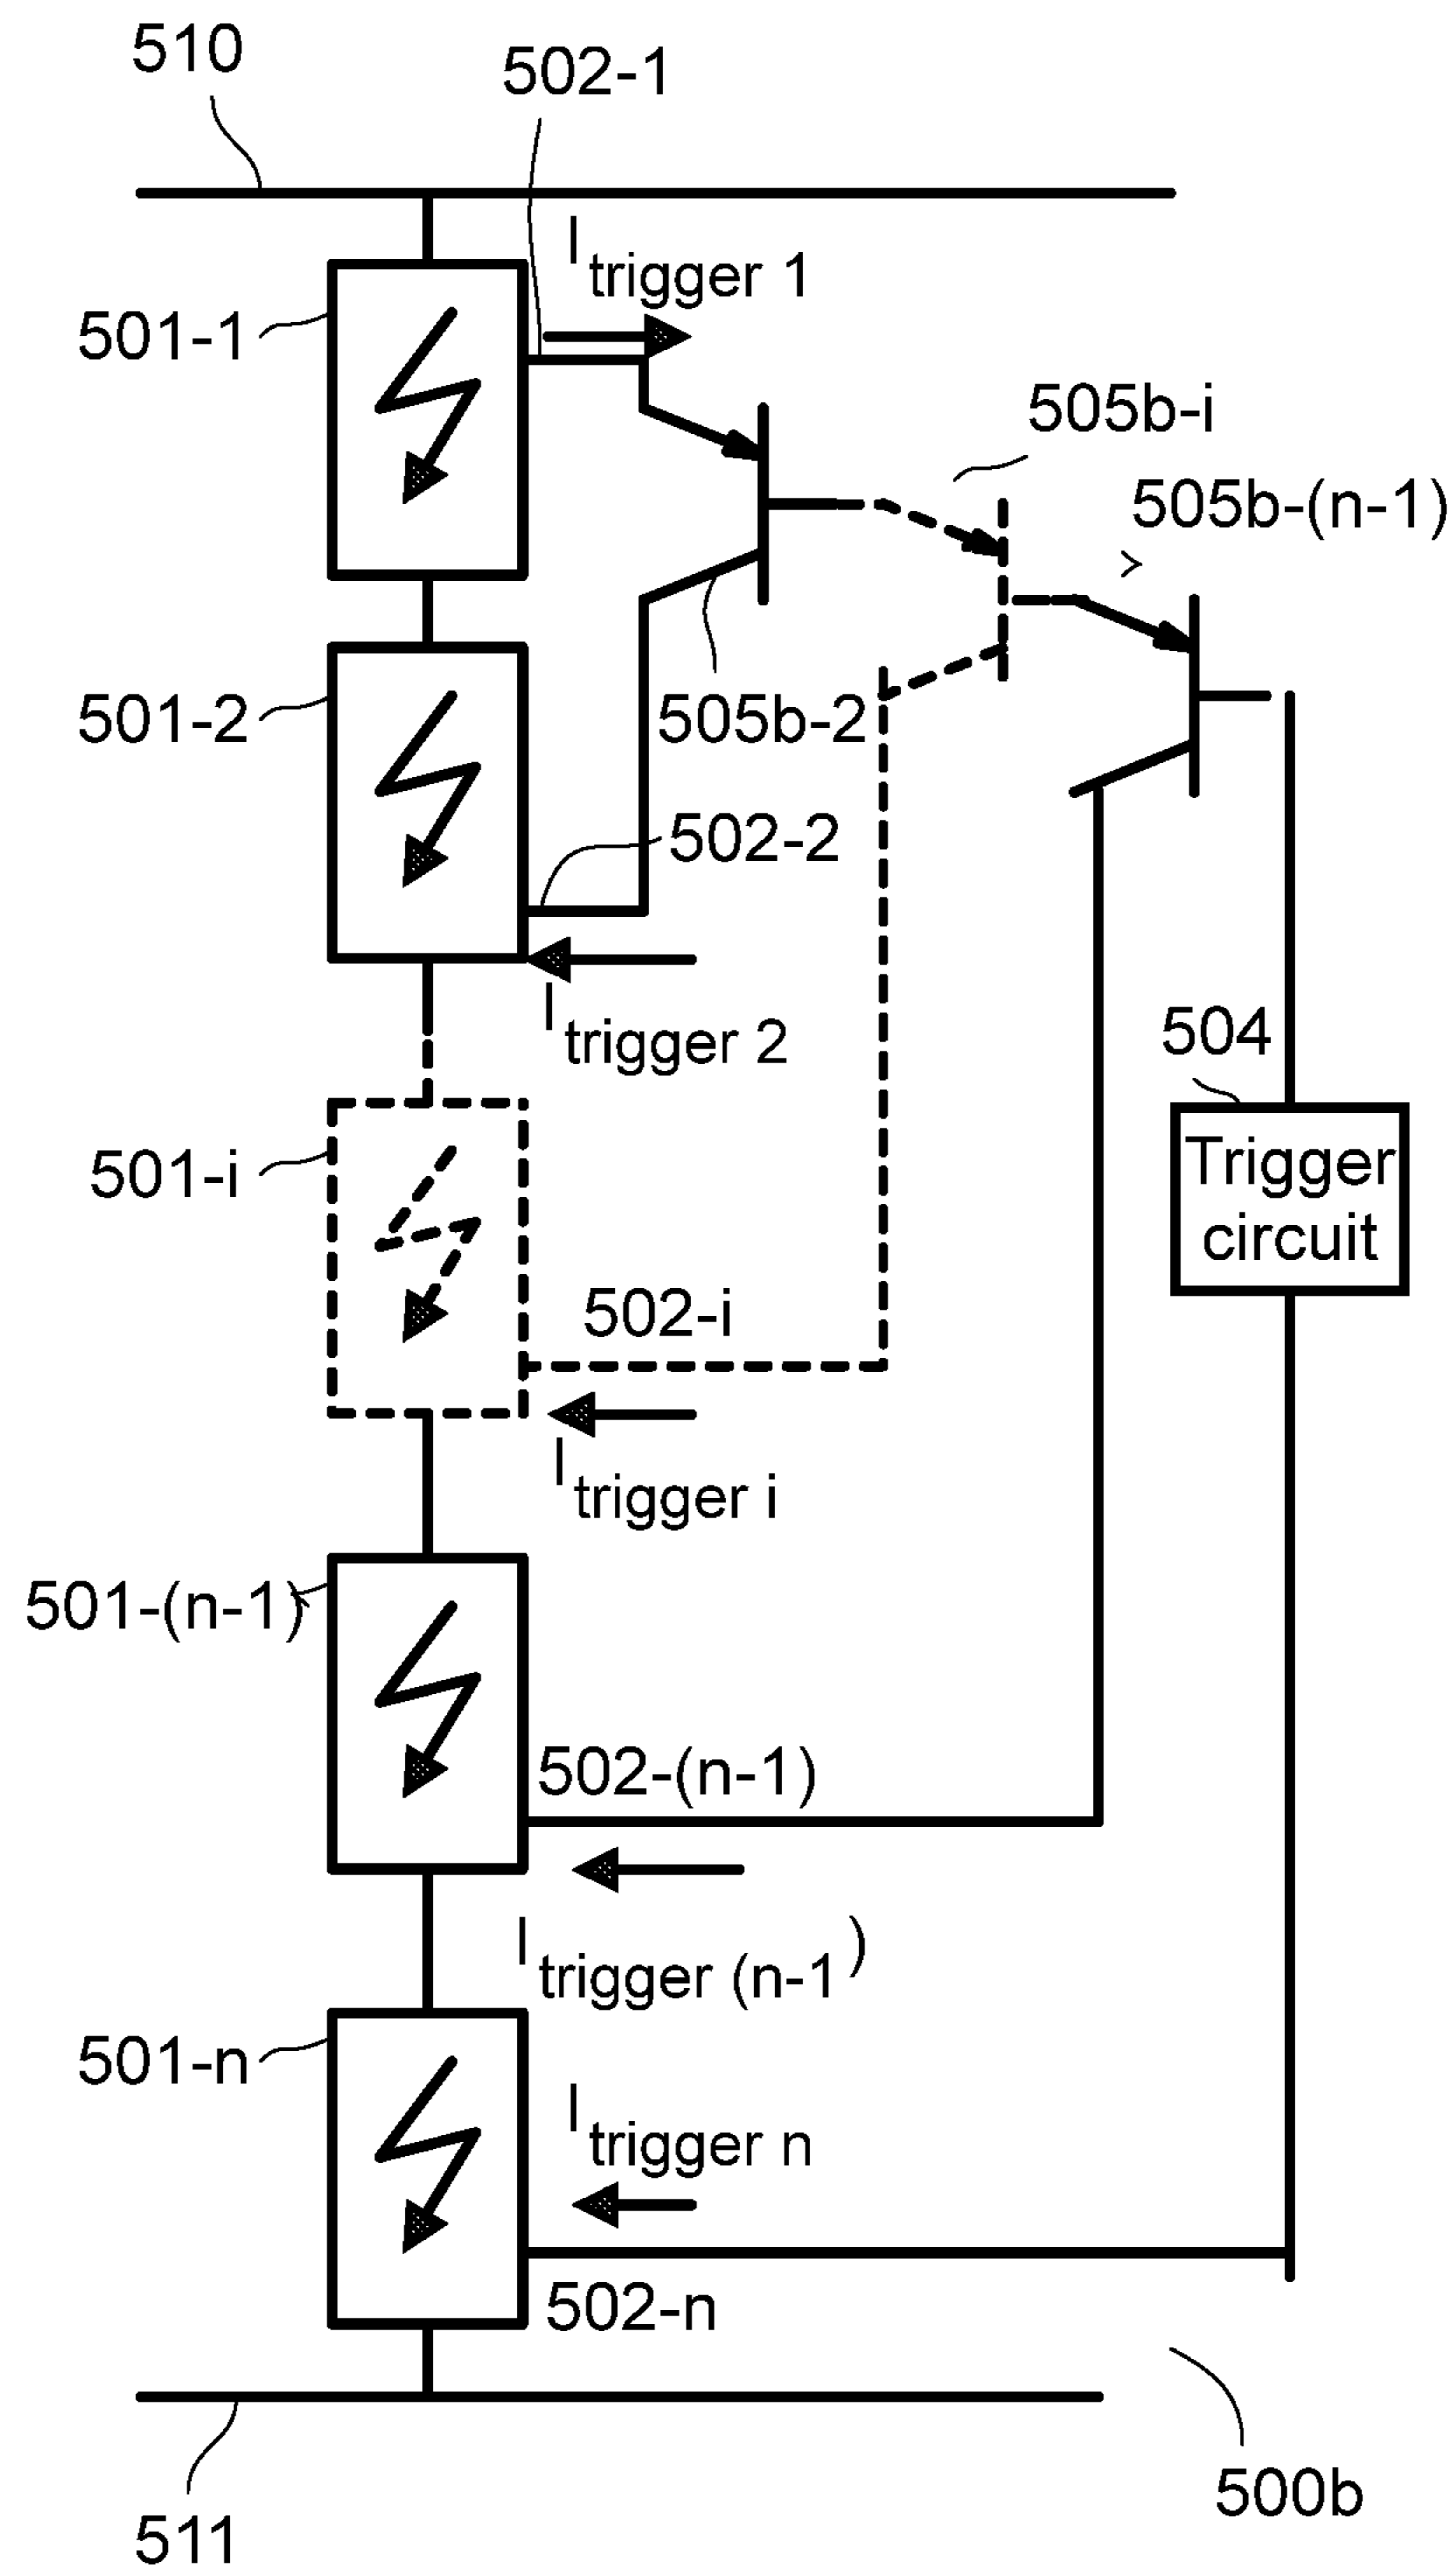 510
502-1
I trigger 1
501-1
505b-i
505b-(n-1)
501-2
505b-2
502-2
I trigger 2
504
Trigger
circuit
501-i
502-i
I trigger i
501-(n-1)
502-(n-1)
I trigger (n-1)
501-n
I trigger n
502-n
500b
511